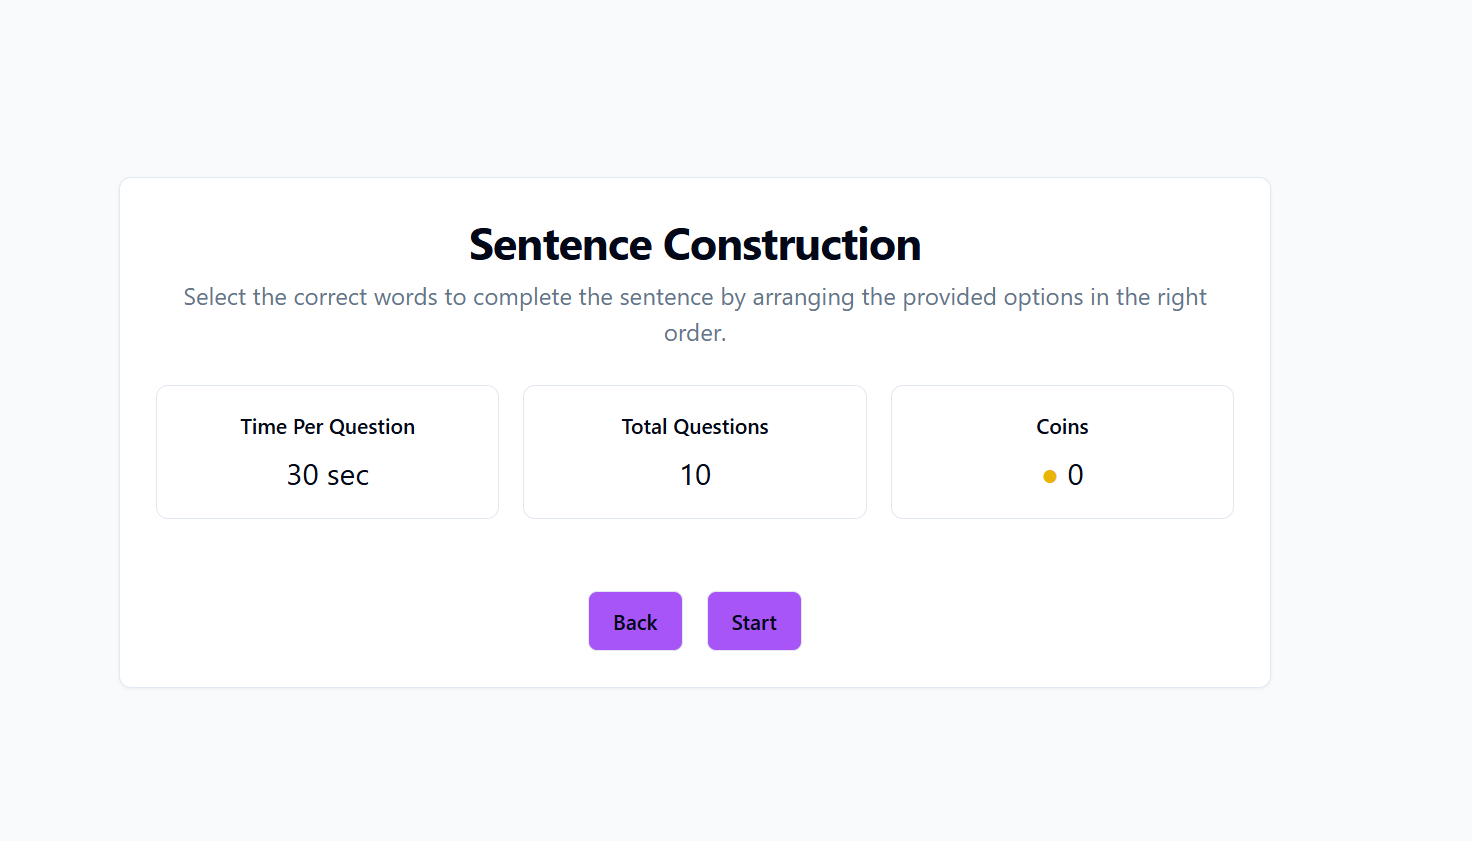 Sentence Construction
Select the correct words to complete the sentence by arranging the provided options in the right
order.
Time Per Question
30 sec
Total Questions
10
Coins
0
Back
Start